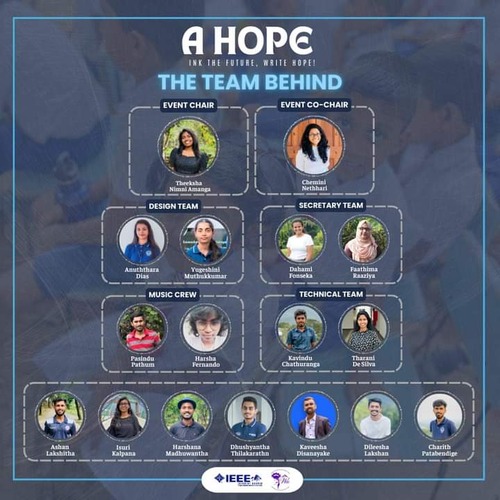 A HOPE
INK THE FUTURE, WRITE HOPE!
THE TEAM BEHIND
EVENT CHAIR
EVENT CO-CHAIR
Theeksha
Nimni Amanga
Chemini
Nethhari
DESIGN TEAM
SECRETARY TEAM
Anuththara
Dias
Yugeshini
Muthukkumar
Dahami
Fonseka
Faathima
Raaziya
MUSIC CREW
TECHNICAL TEAM
Pasindu
Pathum
Harsha
Fernando
Kavindu
Chathuranga
Tharani
De Silva
Ashan
Lakshitha
Isuri
Kalpana
Harshana
Madhuwantha
Dhushyantha
Thilakarathn
Kaveesha
Disanayake
Dileesha
Lakshan
Charith
Patabendige
IEEE